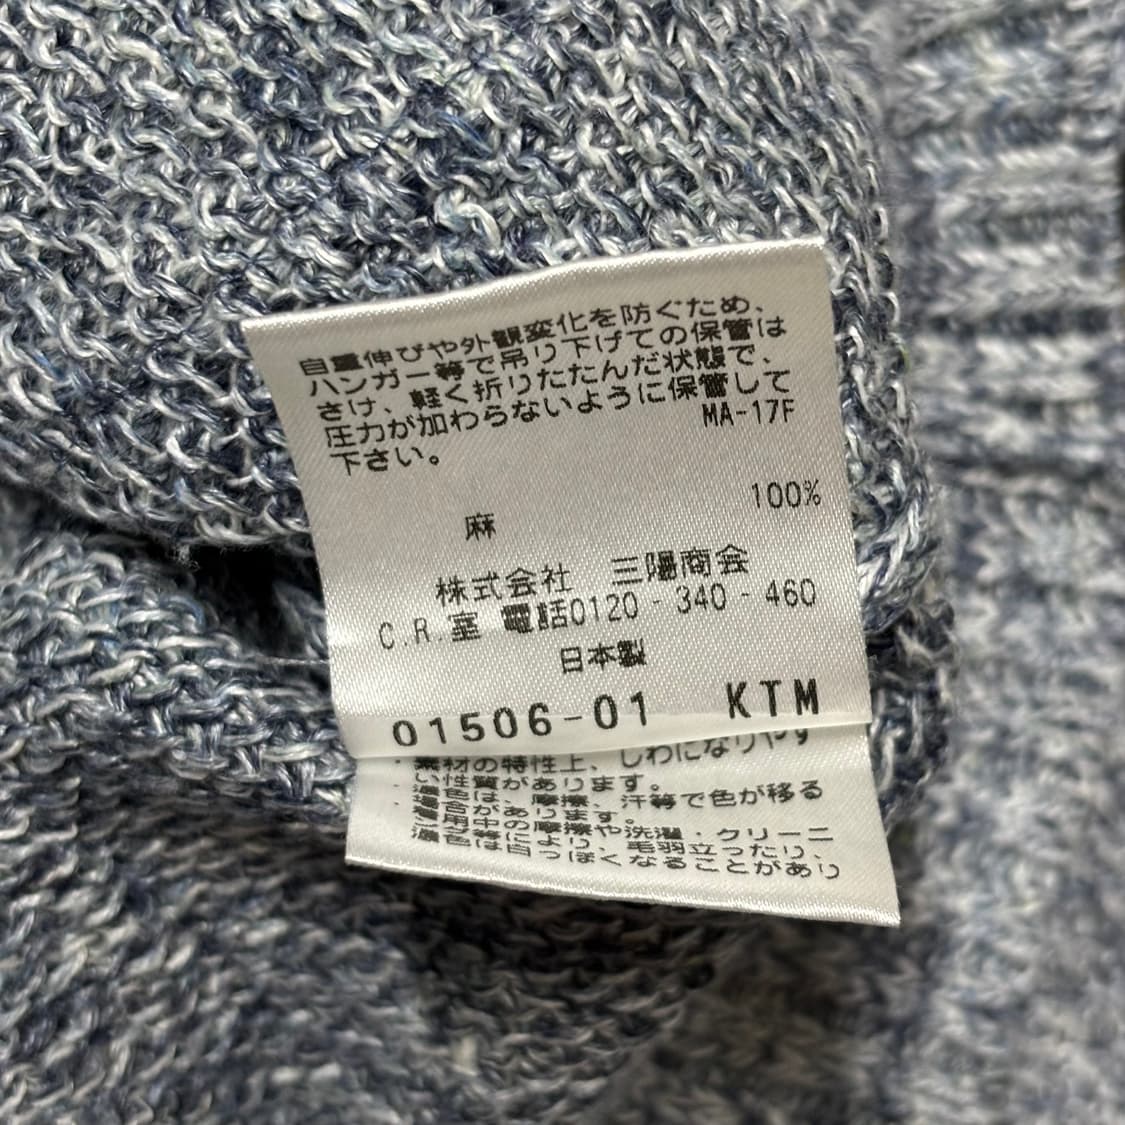 自重伸びや外観変化を防ぐため、
ハンガー等で吊り下げての保管は
さけ、軽く折りたたんだ状態で、
圧力が加わらないように保管して
下さい。
MA-17F
麻 100%
株式会社 三陽商会
C.R.室 電話0120-340-460
日本製
01506-01 KTM
・素材の特性上、しわになりやす
い性質があります。
・濃色は、摩擦、汗等で色が移る
場合があります。
・着用中の摩擦や洗濯・クリーニ
ング等により、毛羽立ったり、
濃色は白っぽくなることがあり